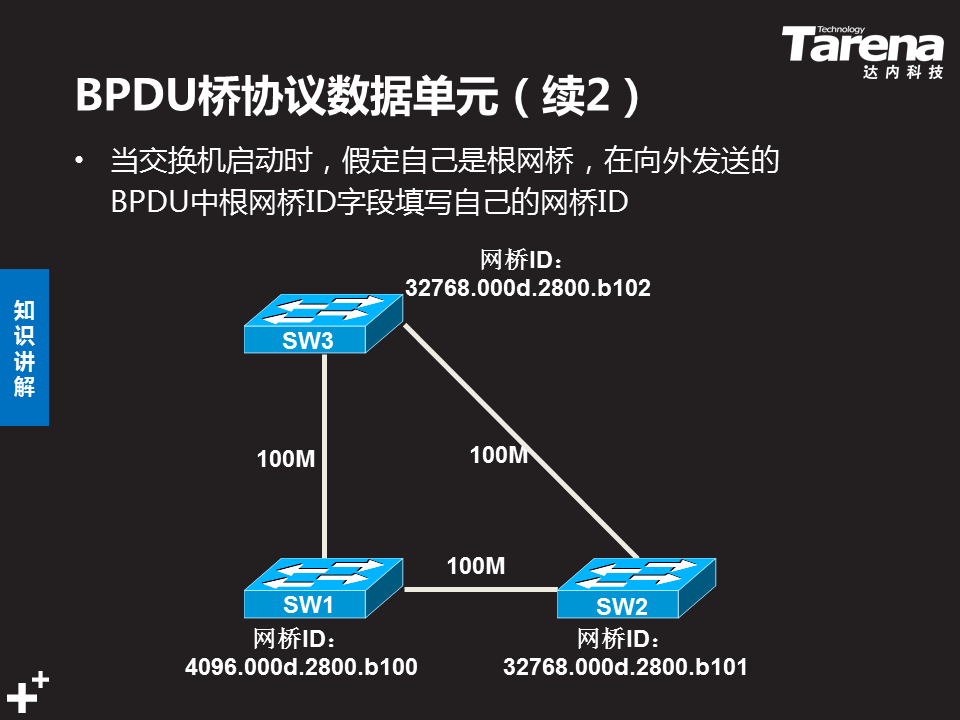 Technology
Tarena
达内科技
BPDU桥协议数据单元（续2）
• 当交换机启动时，假定自己是根网桥，在向外发送的
BPDU中根网桥ID字段填写自己的网桥ID
知识讲解
网桥ID：
32768.000d.2800.b102
SW3
100M
100M
100M
SW1
SW2
网桥ID：
4096.000d.2800.b100
网桥ID：
32768.000d.2800.b101